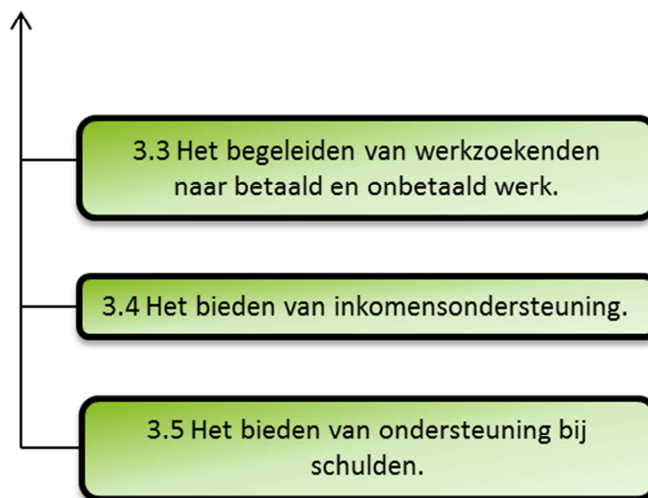 3.3 Het begeleiden van werkzoekenden
naar betaald en onbetaald werk.
3.4 Het bieden van inkomensondersteuning.
3.5 Het bieden van ondersteuning bij
schulden.